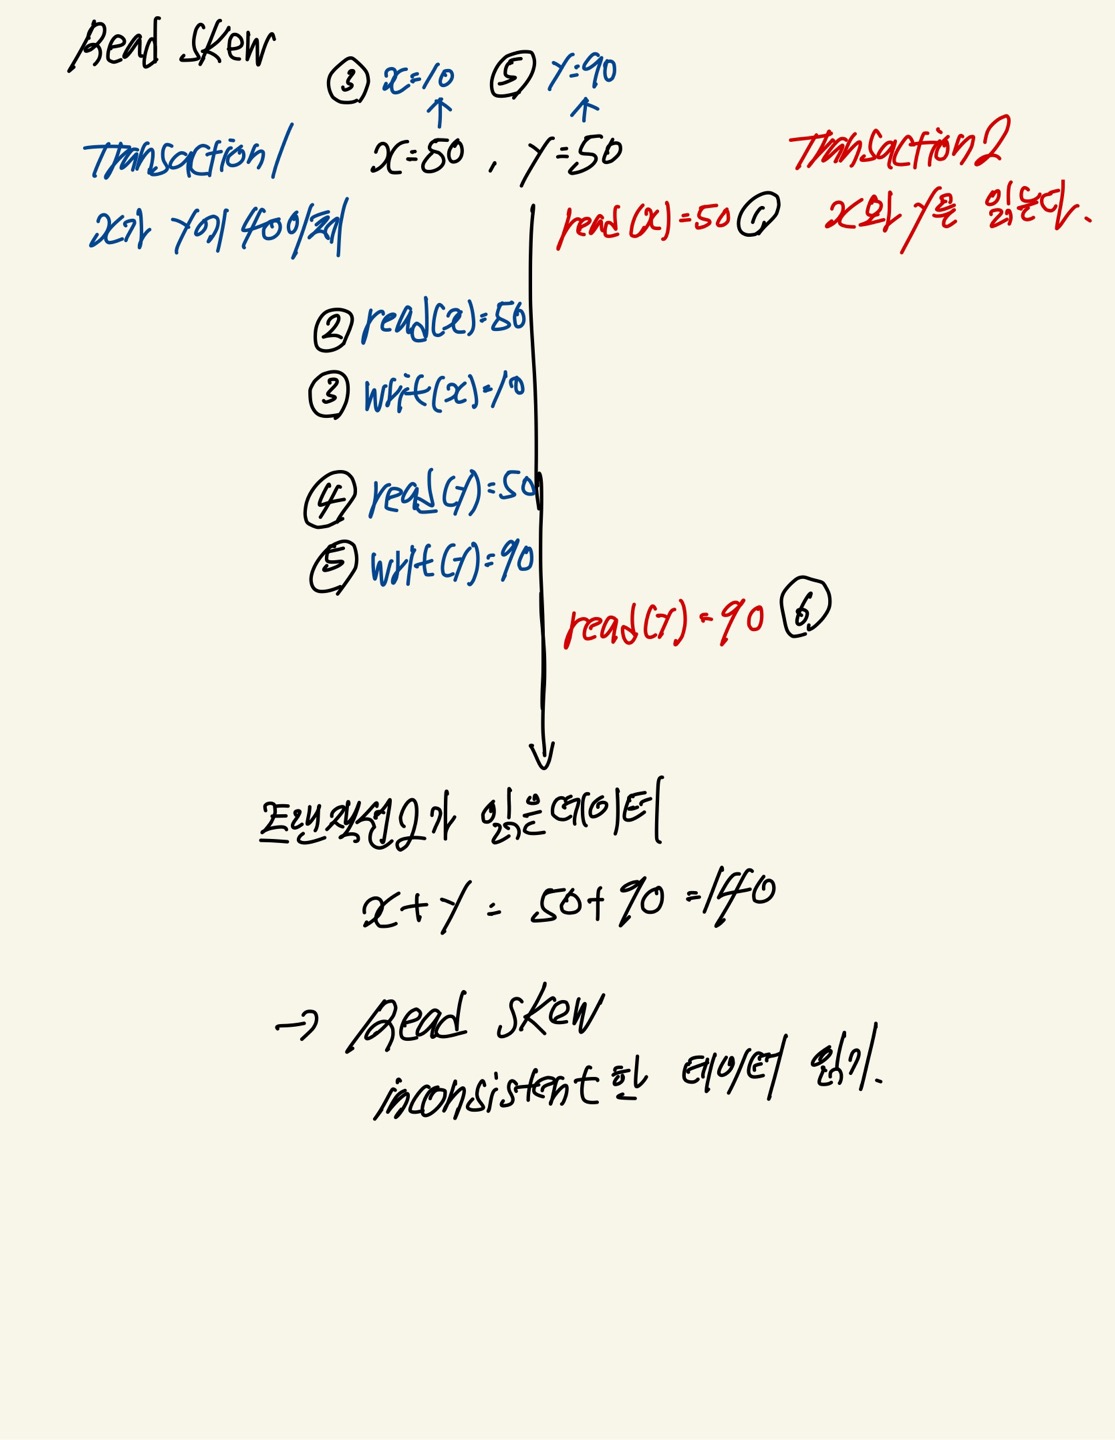 Read Skew
③ x=10 ⑤ y=90
↑ ↑
Transaction1
x=50, y=50
Transaction2
x가 y에 40이체
read(x)=50 ①
x와 y를 읽는다.
② read(x)=50
③ writ(x)=10
④ read(y)=50
⑤ writ(y)=90
read(y)=90 ⑥
트랜잭션2가 읽은데이터
x+y = 50+90=140
→ Read Skew
inconsistent한 데이터 읽기.